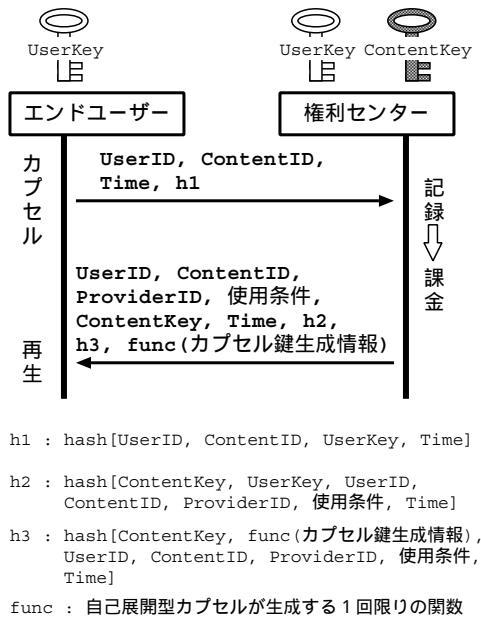 UserKey
UserKey ContentKey
エンドユーザー
権利センター
カプセル
UserID, ContentID,
Time, h1
記録
課金
UserID, ContentID,
ProviderID, 使用条件,
ContentKey, Time, h2,
h3, func(カプセル鍵生成情報)
再生
h1 : hash[UserID, ContentID, UserKey, Time]
h2 : hash[ContentKey, UserKey, UserID,
ContentID, ProviderID, 使用条件, Time]
h3 : hash[ContentKey, func(カプセル鍵生成情報),
UserID, ContentID, ProviderID, 使用条件,
Time]
func : 自己展開型カプセルが生成する1回限りの関数